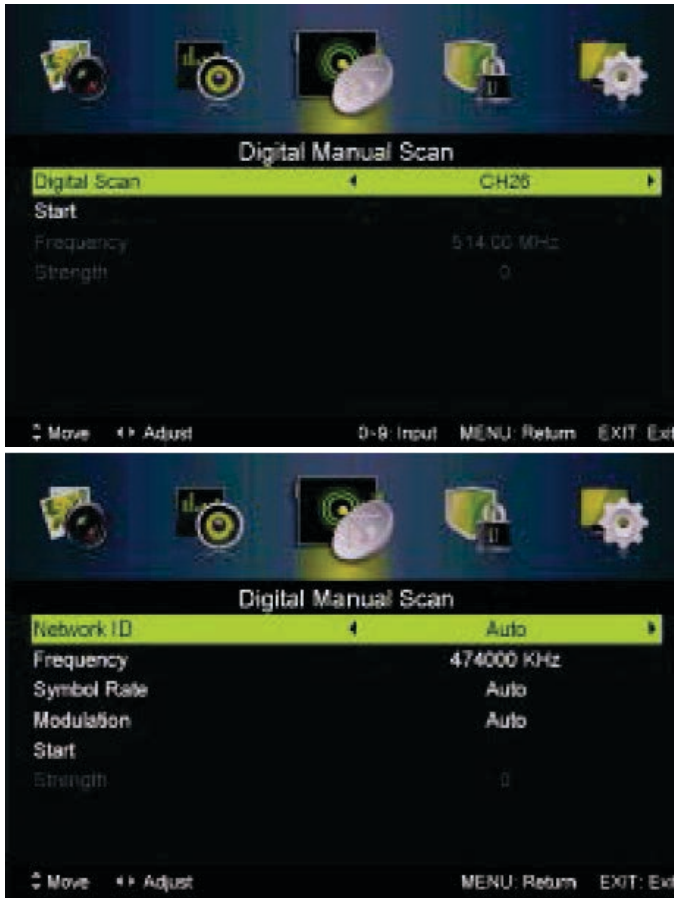 Digital Manual Scan
Digital Scan CH26
Start
Frequency 514.00 MHz
Strength 0
Move Adjust 0~9: Input MENU: Return EXIT: Exit
Digital Manual Scan
Network ID Auto
Frequency 474000 KHz
Symbol Rate Auto
Modulation Auto
Start
Strength 0
Move Adjust MENU: Return EXIT: Exit